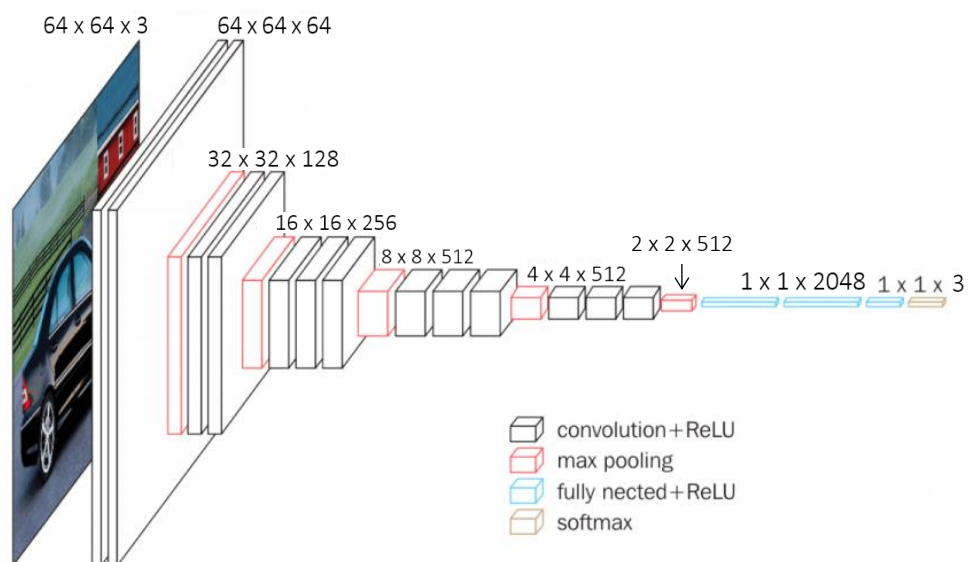 64 x 64 x 3
64 x 64 x 64
32 x 32 x 128
16 x 16 x 256
8 x 8 x 512
4 x 4 x 512
2 x 2 x 512
1 x 1 x 2048
1 x 1 x 3
convolution+ReLU
max pooling
fully nected+ReLU
softmax